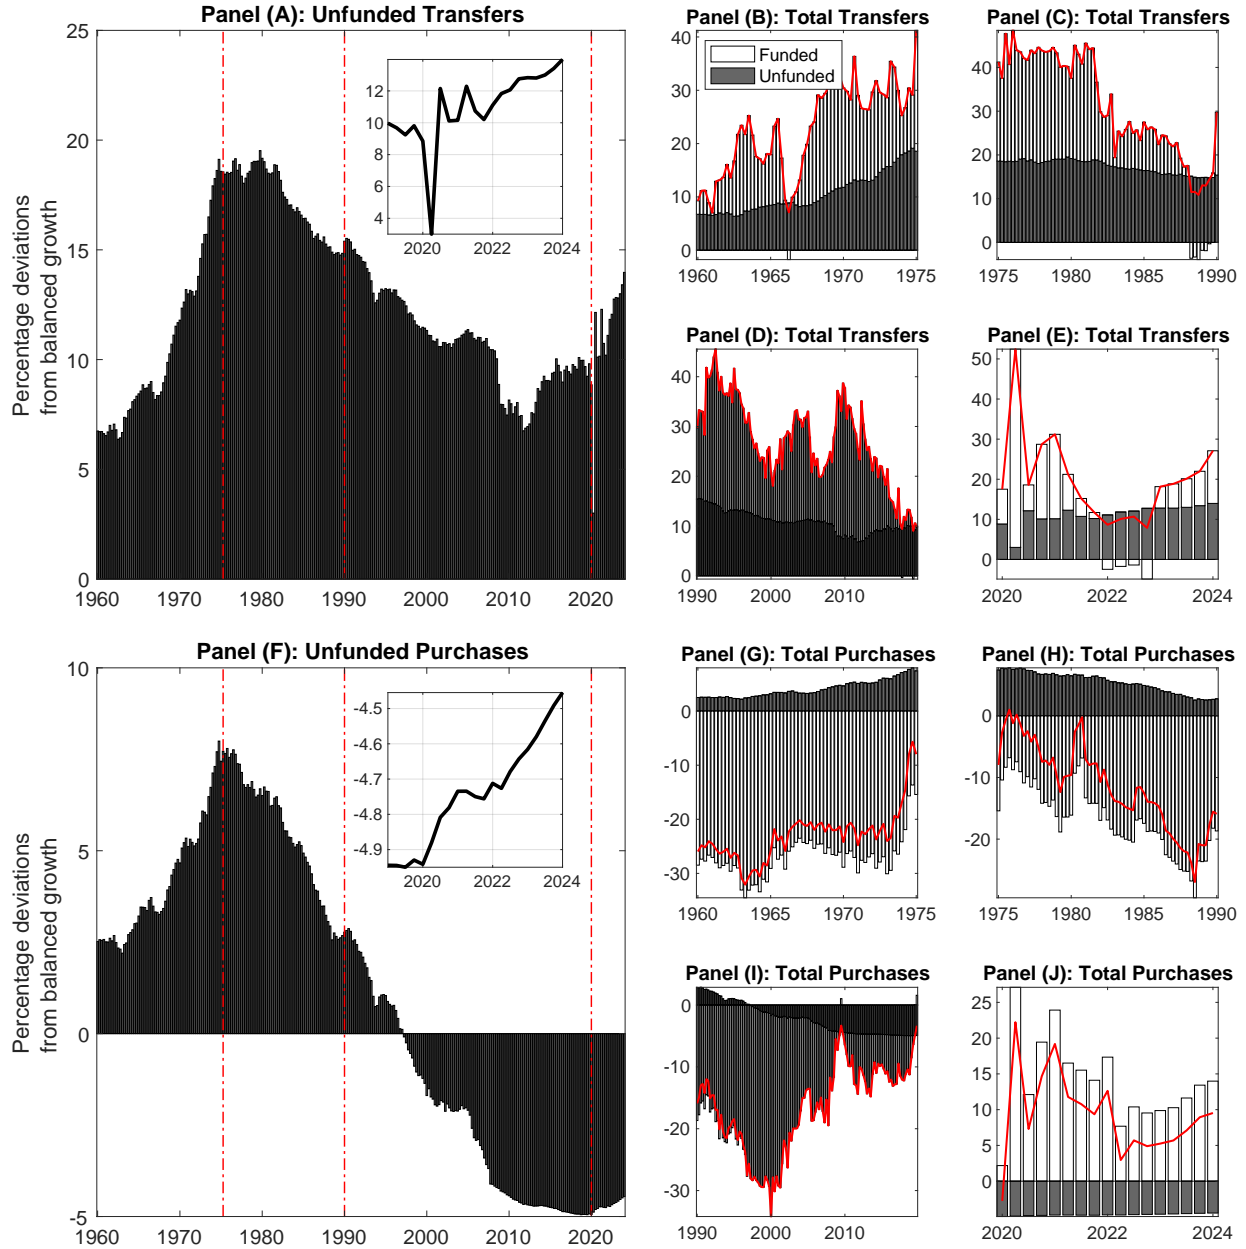 Panel (A): Unfunded Transfers
25
20
15
10
5
0
Percentage deviations
from balanced growth
1960 1970 1980 1990 2000 2010 2020
12
10
8
6
4
2020 2022 2024
Panel (B): Total Transfers
Funded
Unfunded
40
30
20
10
0
1960 1965 1970 1975
Panel (C): Total Transfers
40
30
20
10
0
1975 1980 1985 1990
Panel (D): Total Transfers
40
30
20
10
0
1990 2000 2010
Panel (E): Total Transfers
50
40
30
20
10
0
2020 2022 2024
Panel (F): Unfunded Purchases
10
5
0
-5
Percentage deviations
from balanced growth
1960 1970 1980 1990 2000 2010 2020
-4.5
-4.6
-4.7
-4.8
-4.9
2020 2022 2024
Panel (G): Total Purchases
0
-10
-20
-30
1960 1965 1970 1975
Panel (H): Total Purchases
0
-10
-20
1975 1980 1985 1990
Panel (I): Total Purchases
0
-10
-20
-30
1990 2000 2010
Panel (J): Total Purchases
25
20
15
10
5
0
2020 2022 2024